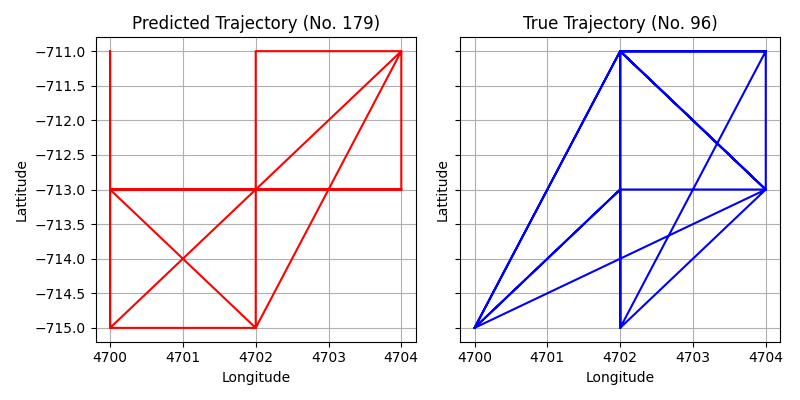 Predicted Trajectory (No. 179)
True Trajectory (No. 96)
−711.0
−711.5
−712.0
−712.5
−713.0
−713.5
−714.0
−714.5
−715.0
Lattitude
Lattitude
4700 4701 4702 4703 4704
4700 4701 4702 4703 4704
Longitude
Longitude